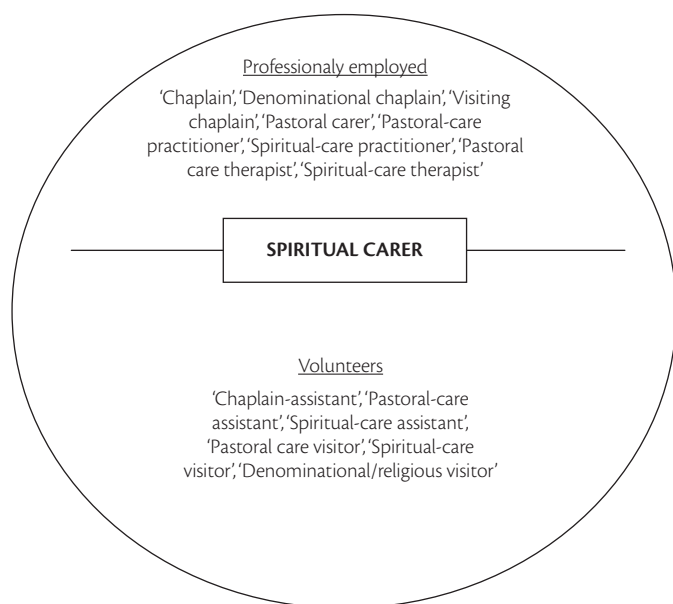 Professionaly employed
‘Chaplain’, ‘Denominational chaplain’, ‘Visiting
chaplain’, ‘Pastoral carer’, ‘Pastoral-care
practitioner’, ‘Spiritual-care practitioner’, ‘Pastoral
care therapist’, ‘Spiritual-care therapist’
SPIRITUAL CARER
Volunteers
‘Chaplain-assistant’, ‘Pastoral-care
assistant’, ‘Spiritual-care assistant’,
‘Pastoral care visitor’, ‘Spiritual-care
visitor’, ‘Denominational/religious visitor’